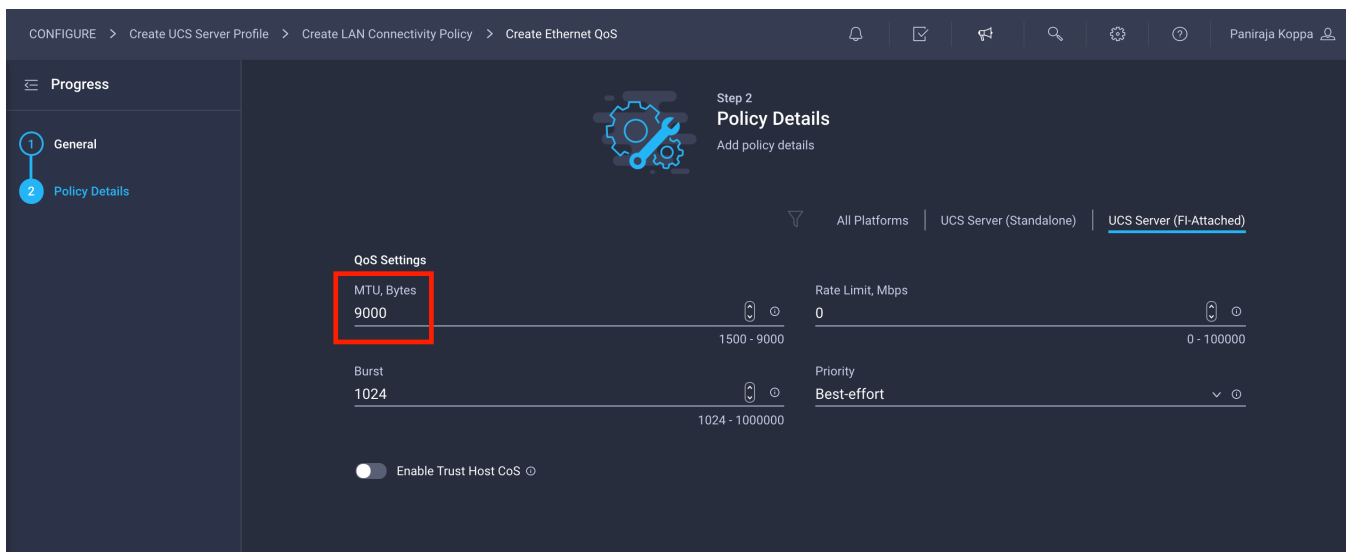 CONFIGURE > Create UCS Server Profile > Create LAN Connectivity Policy > Create Ethernet QoS
Paniraja Koppa
Progress
1 General
2 Policy Details
Step 2
Policy Details
Add policy details
All Platforms | UCS Server (Standalone) | UCS Server (FI-Attached)
QoS Settings
MTU, Bytes
9000
1500 - 9000
Rate Limit, Mbps
0
0 - 100000
Burst
1024
1024 - 1000000
Priority
Best-effort
Enable Trust Host CoS